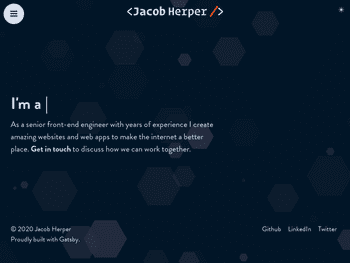 <Jacob Herper />
I'm a
As a senior front-end engineer with years of experience I create
amazing websites and web apps to make the internet a better
place. Get in touch to discuss how we can work together.
© 2020 Jacob Herper
Proudly built with Gatsby.
Github LinkedIn Twitter